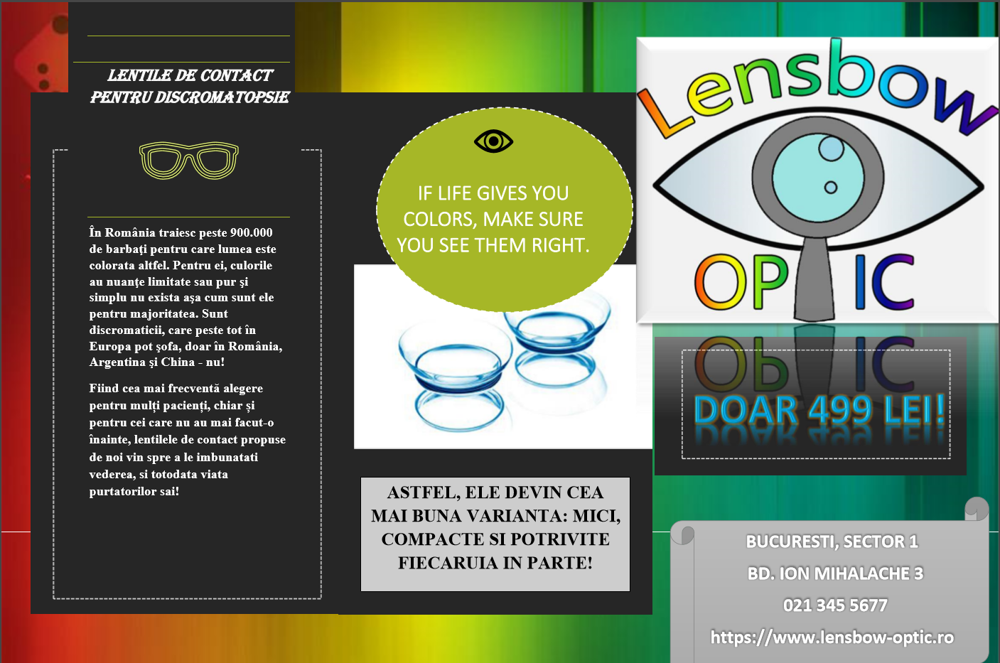 LENTILE DE CONTACT
PENTRU DISCROMATOPSIE
În România traiesc peste 900.000
de barbaţi pentru care lumea este
colorata altfel. Pentru ei, culorile
au nuanţe limitate sau pur şi
simplu nu exista aşa cum sunt ele
pentru majoritatea. Sunt
discromaticii, care peste tot în
Europa pot şofa, doar în România,
Argentina şi China - nu!
Fiind cea mai frecventă alegere
pentru mulți pacienți, chiar și
pentru cei care nu au mai facut-o
înainte, lentilele de contact propuse
de noi vin spre a le imbunatati
vederea, si totodata viata
purtatorilor sai!
IF LIFE GIVES YOU
COLORS, MAKE SURE
YOU SEE THEM RIGHT.
ASTFEL, ELE DEVIN CEA
MAI BUNA VARIANTA: MICI,
COMPACTE SI POTRIVITE
FIECARUIA IN PARTE!
Lensbow
OPTIC
DOAR 499 LEI!
BUCURESTI, SECTOR 1
BD. ION MIHALACHE 3
021 345 5677
https://www.lensbow-optic.ro